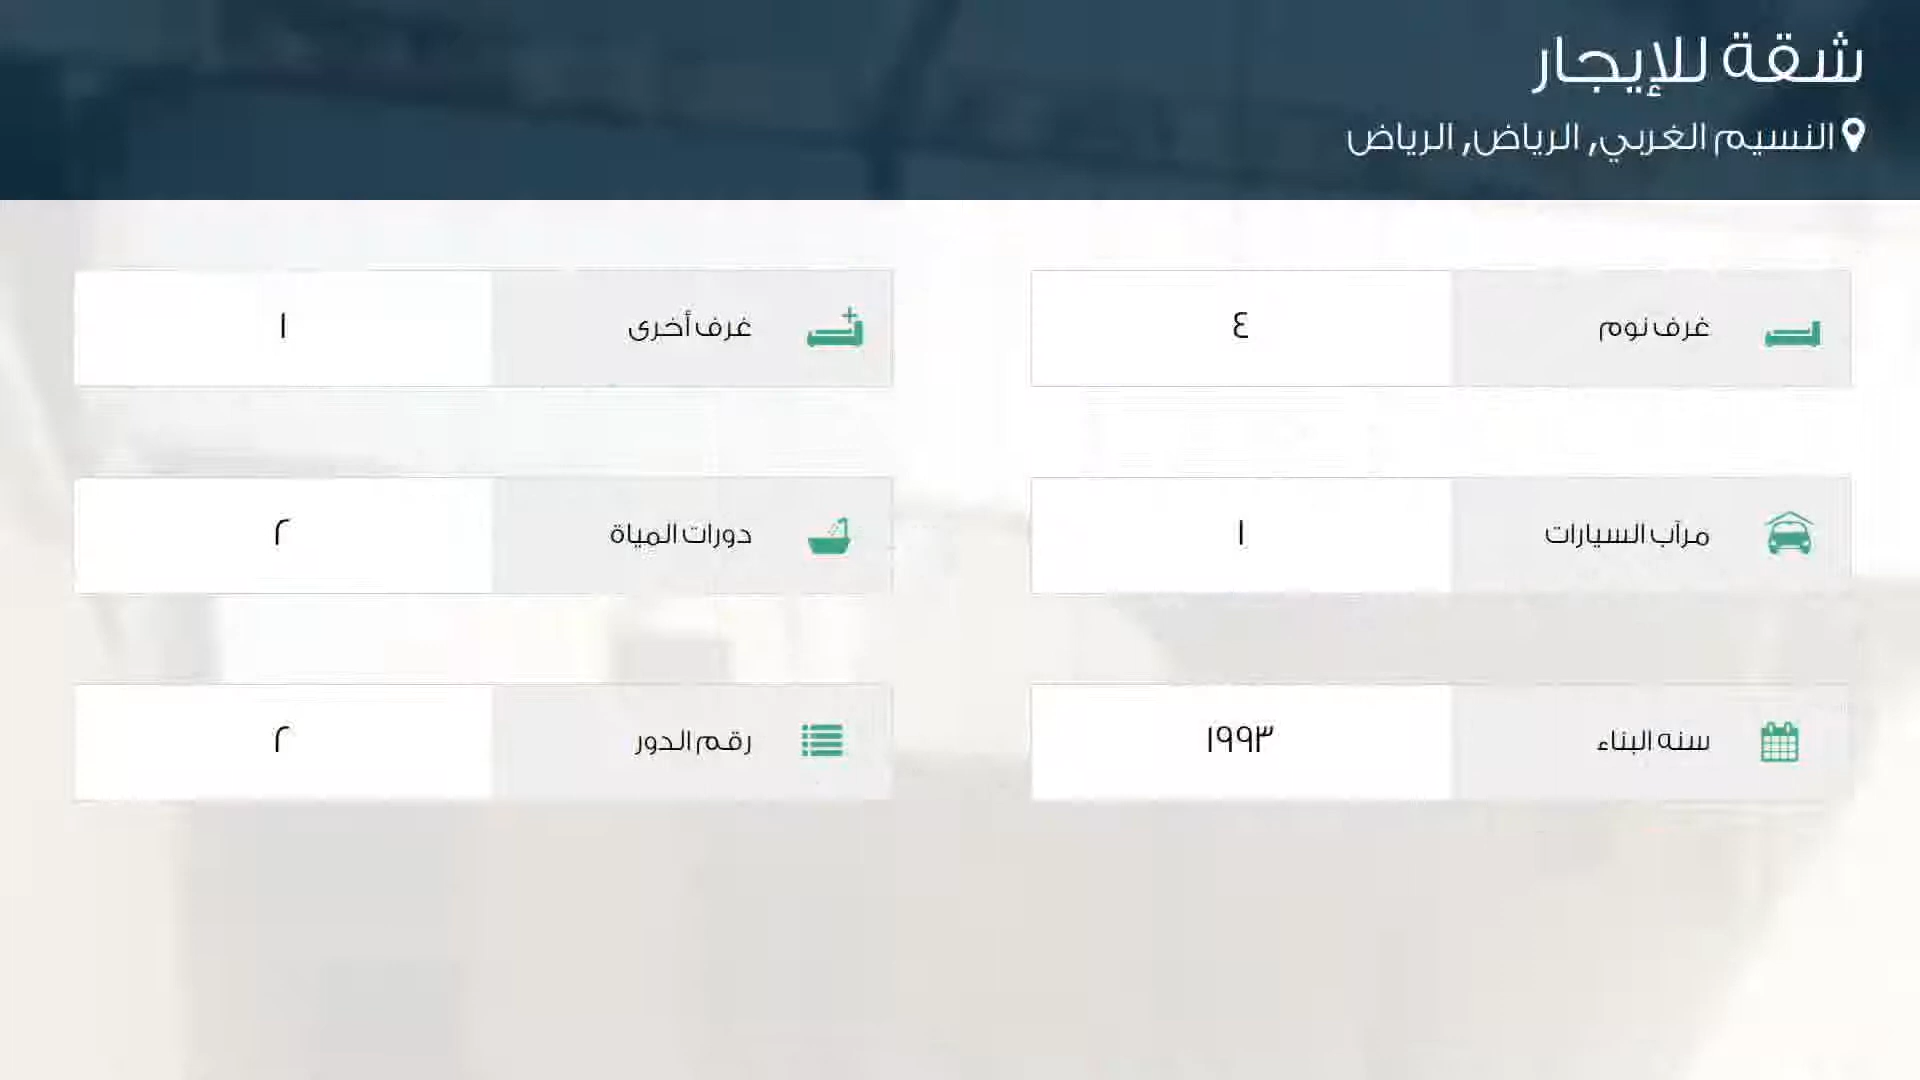 شقة للإيجار
النسيم الغربي, الرياض, الرياض
غرف نوم ٤
غرف أخرى ١
مرآب السيارات ١
دورات المياة ٢
سنه البناء ١٩٩٣
رقم الدور ٢